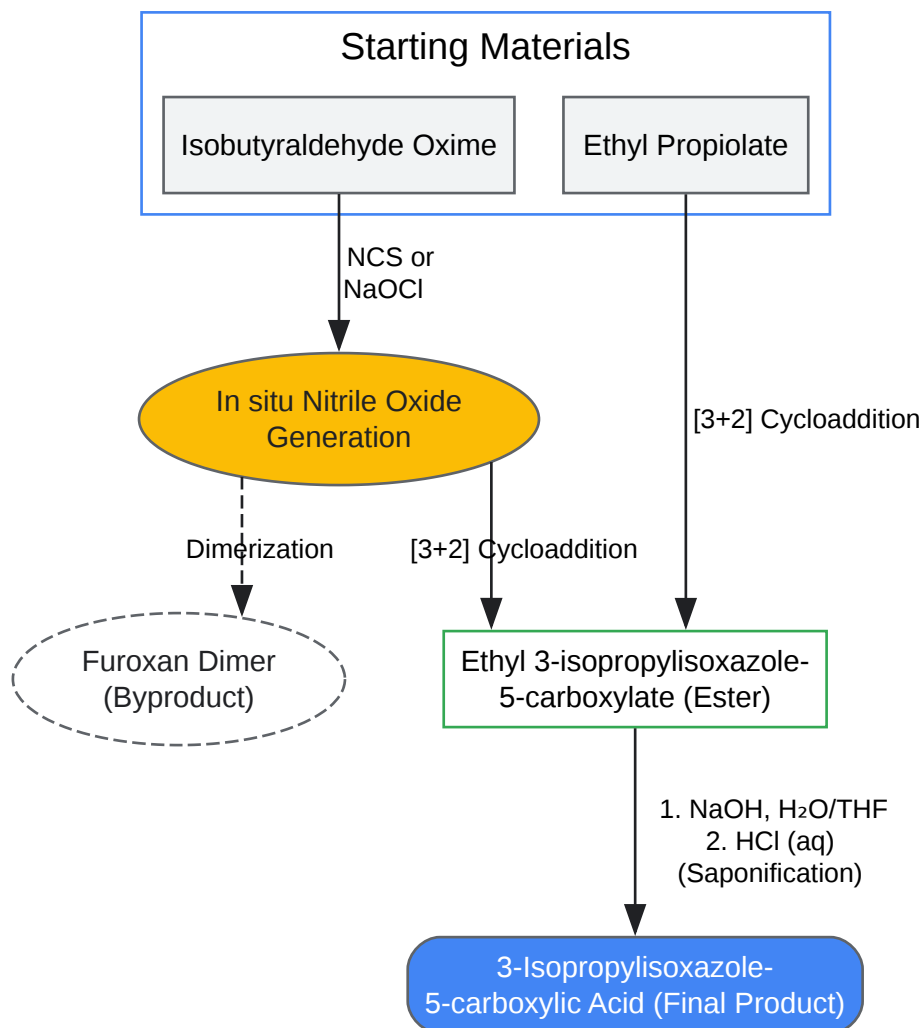 Starting Materials
Isobutyraldehyde Oxime
Ethyl Propiolate
NCS or
NaOCl
In situ Nitrile Oxide
Generation
[3+2] Cycloaddition
Dimerization
[3+2] Cycloaddition
Furoxan Dimer
(Byproduct)
Ethyl 3-isopropylisoxazole-
5-carboxylate (Ester)
1. NaOH, H₂O/THF
2. HCl (aq)
(Saponification)
3-Isopropylisoxazole-
5-carboxylic Acid (Final Product)